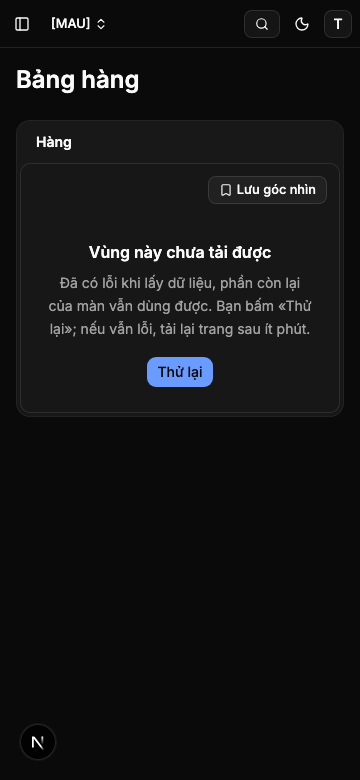 [MAU]
T
Bảng hàng
Hàng
Lưu góc nhìn
Vùng này chưa tải được
Đã có lỗi khi lấy dữ liệu, phần còn lại
của màn vẫn dùng được. Bạn bấm «Thử
lại»; nếu vẫn lỗi, tải lại trang sau ít phút.
Thử lại
N